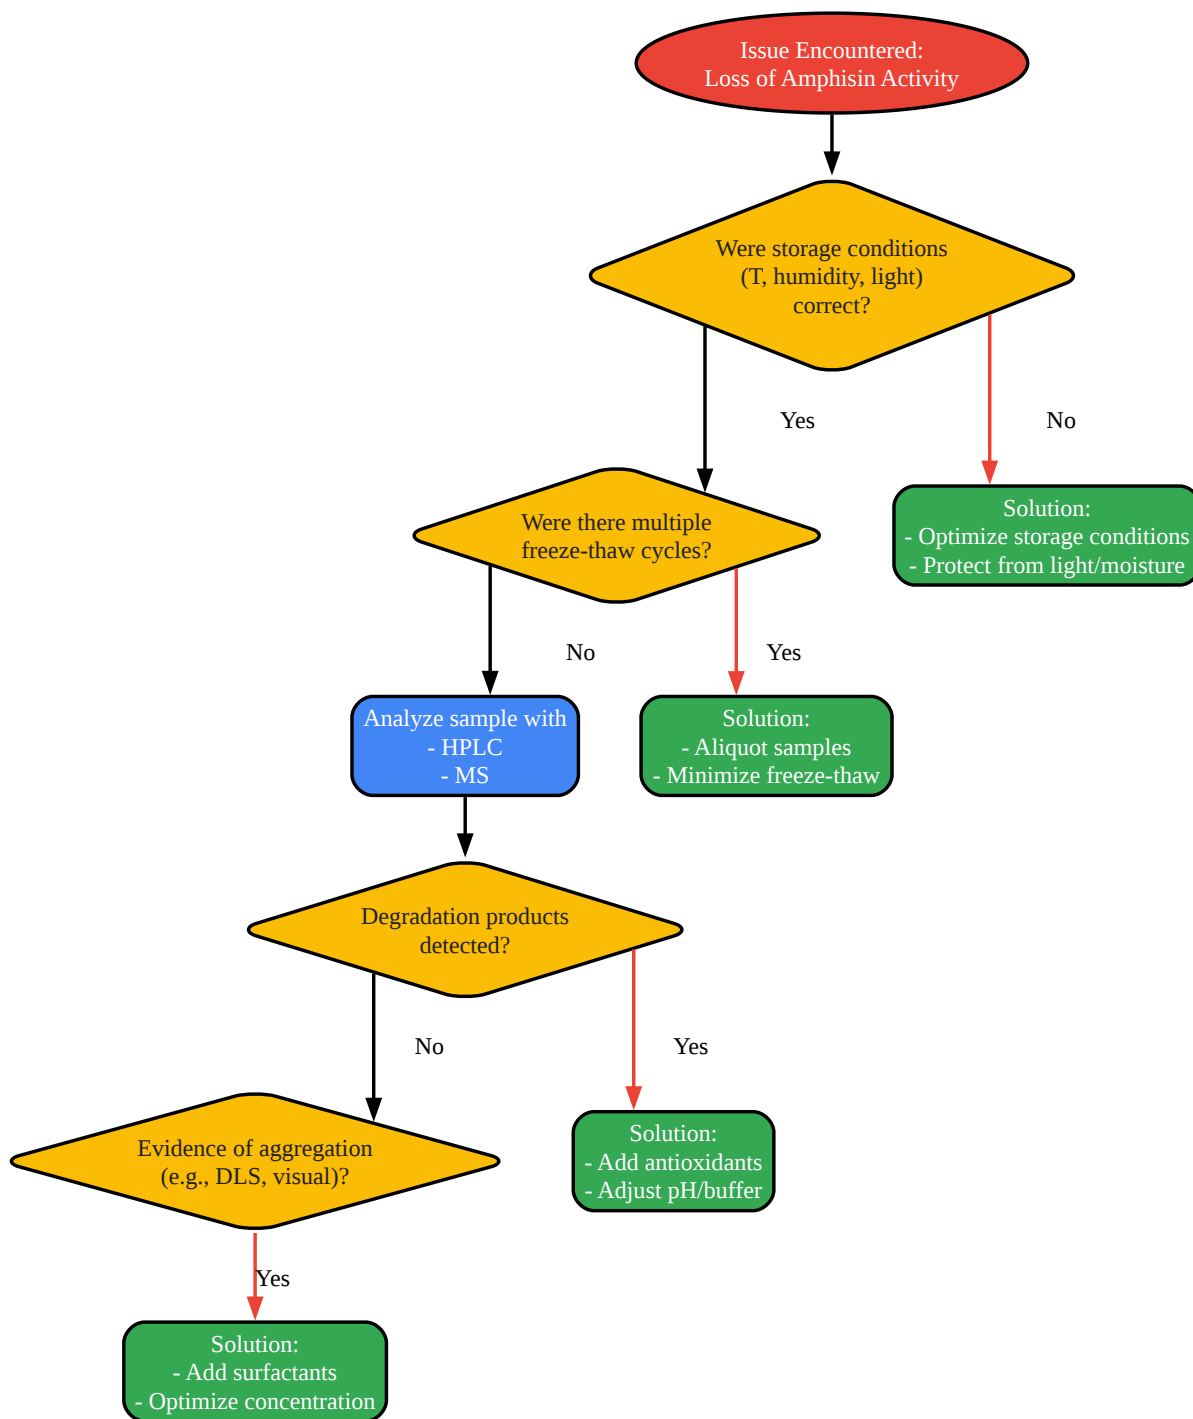 Issue Encountered:
Loss of Amphisin Activity
Were storage conditions
(T, humidity, light)
correct?
Yes
No
Were there multiple
freeze-thaw cycles?
Solution:
- Optimize storage conditions
- Protect from light/moisture
No
Yes
Analyze sample with
- HPLC
- MS
Solution:
- Aliquot samples
- Minimize freeze-thaw
Degradation products
detected?
No
Yes
Evidence of aggregation
(e.g., DLS, visual)?
Solution:
- Add antioxidants
- Adjust pH/buffer
Yes
Solution:
- Add surfactants
- Optimize concentration